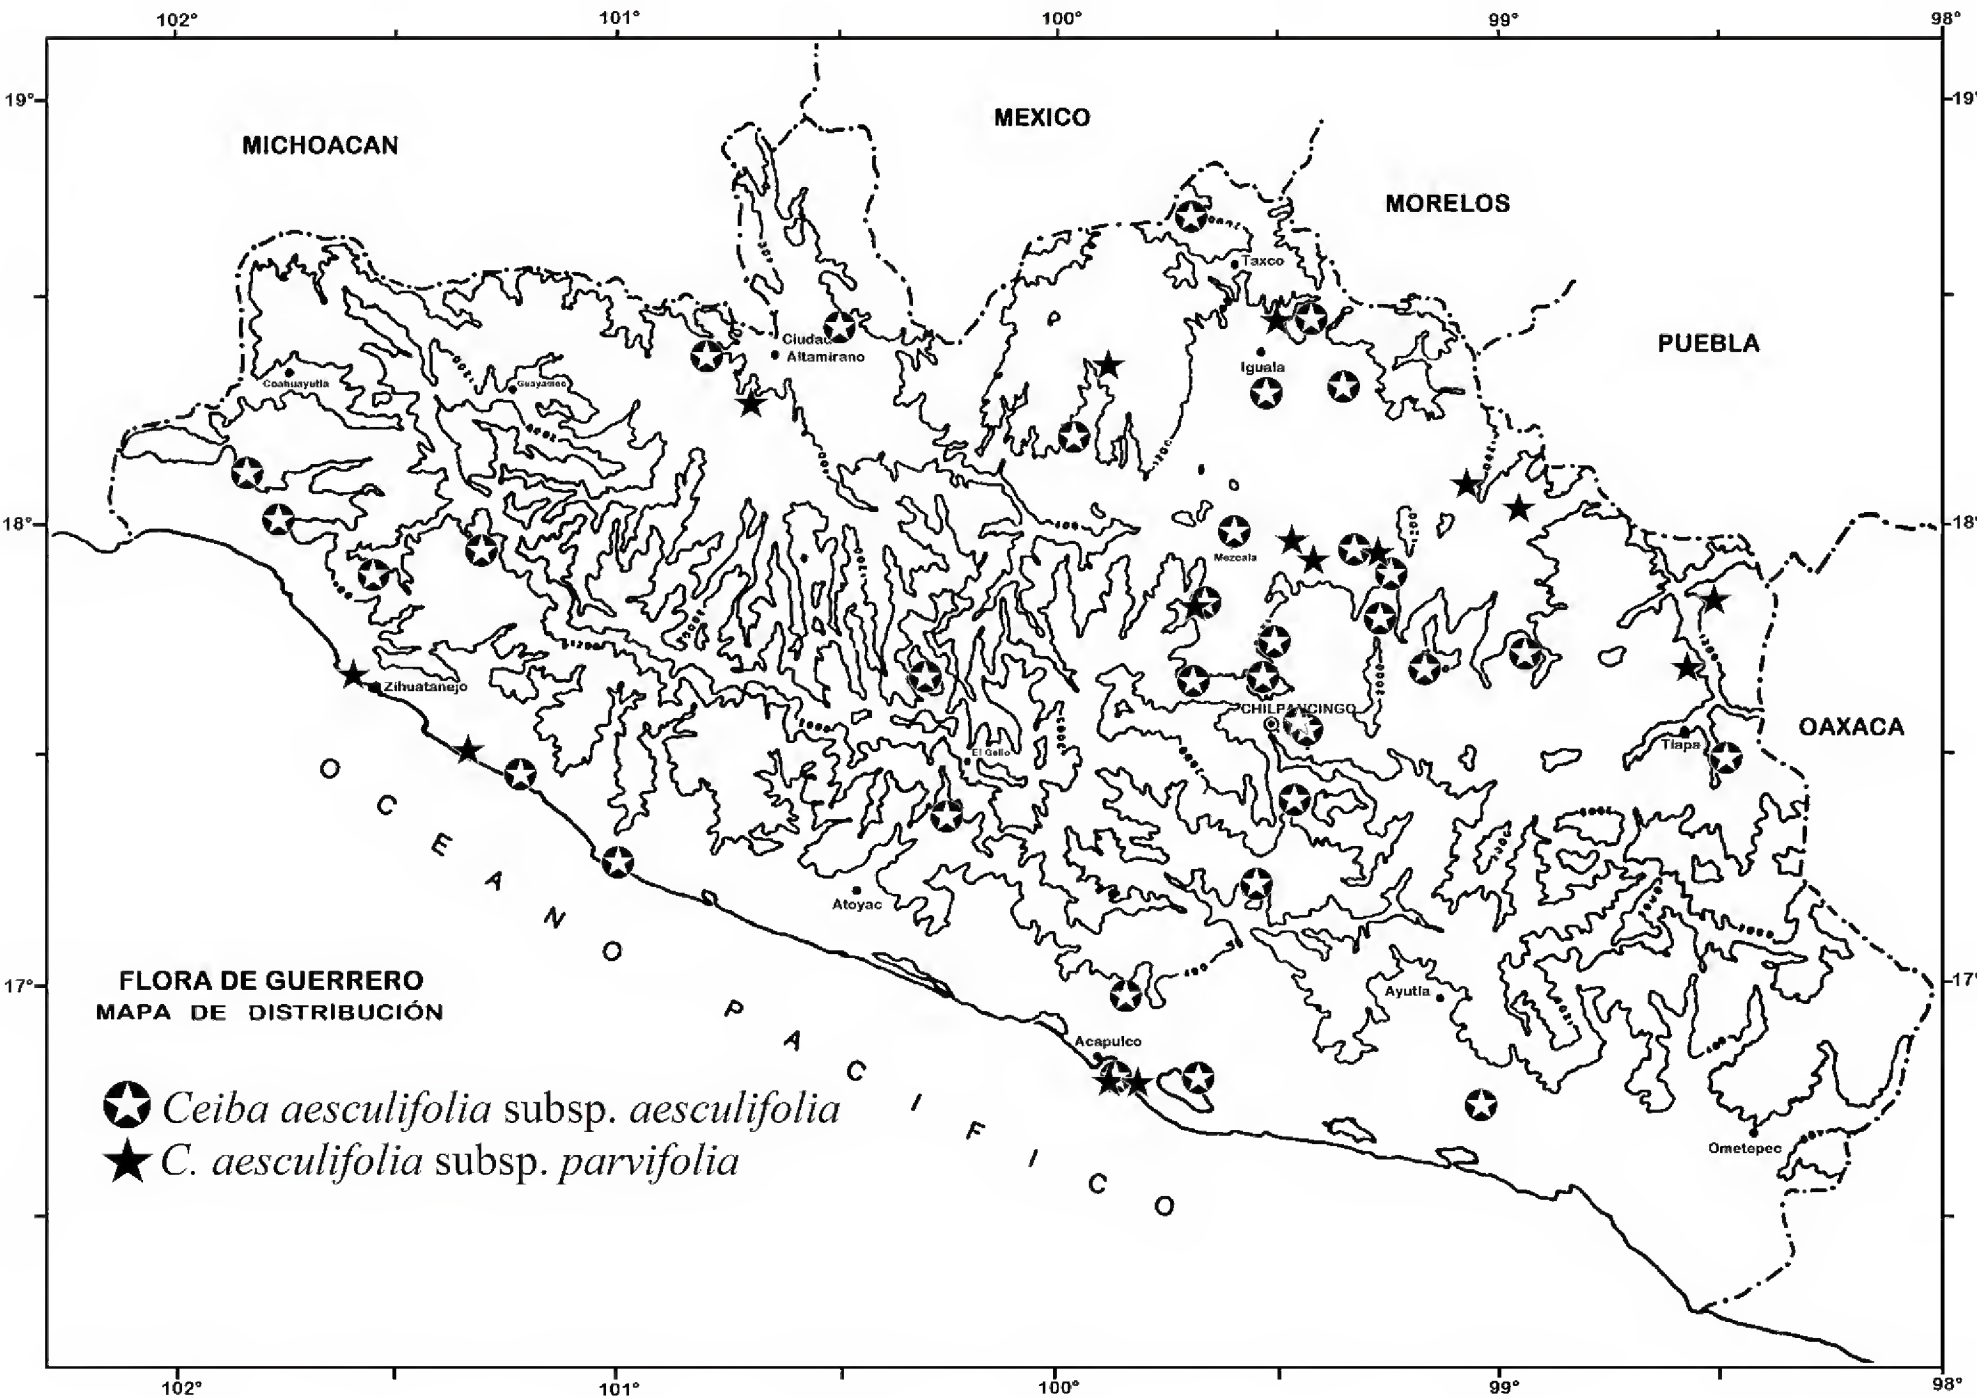 102° 101° 100° 99° 98°
19° 19°
MICHOACAN
MEXICO
MORELOS
PUEBLA
OAXACA
Taxco
Ciudad
Altamirano
Iguala
Coahuayutla
Guayameo
18° 18°
Mezcala
Zihuatanejo
CHILPANCINGO
Tlapa
El Gallo
Atoyac
OCEANO PACIFICO
17° 17°
Ayutla
Acapulco
Ometepec
FLORA DE GUERRERO
MAPA DE DISTRIBUCIÓN
Ceiba aesculifolia subsp. aesculifolia
C. aesculifolia subsp. parvifolia
102° 101° 100° 99° 98°